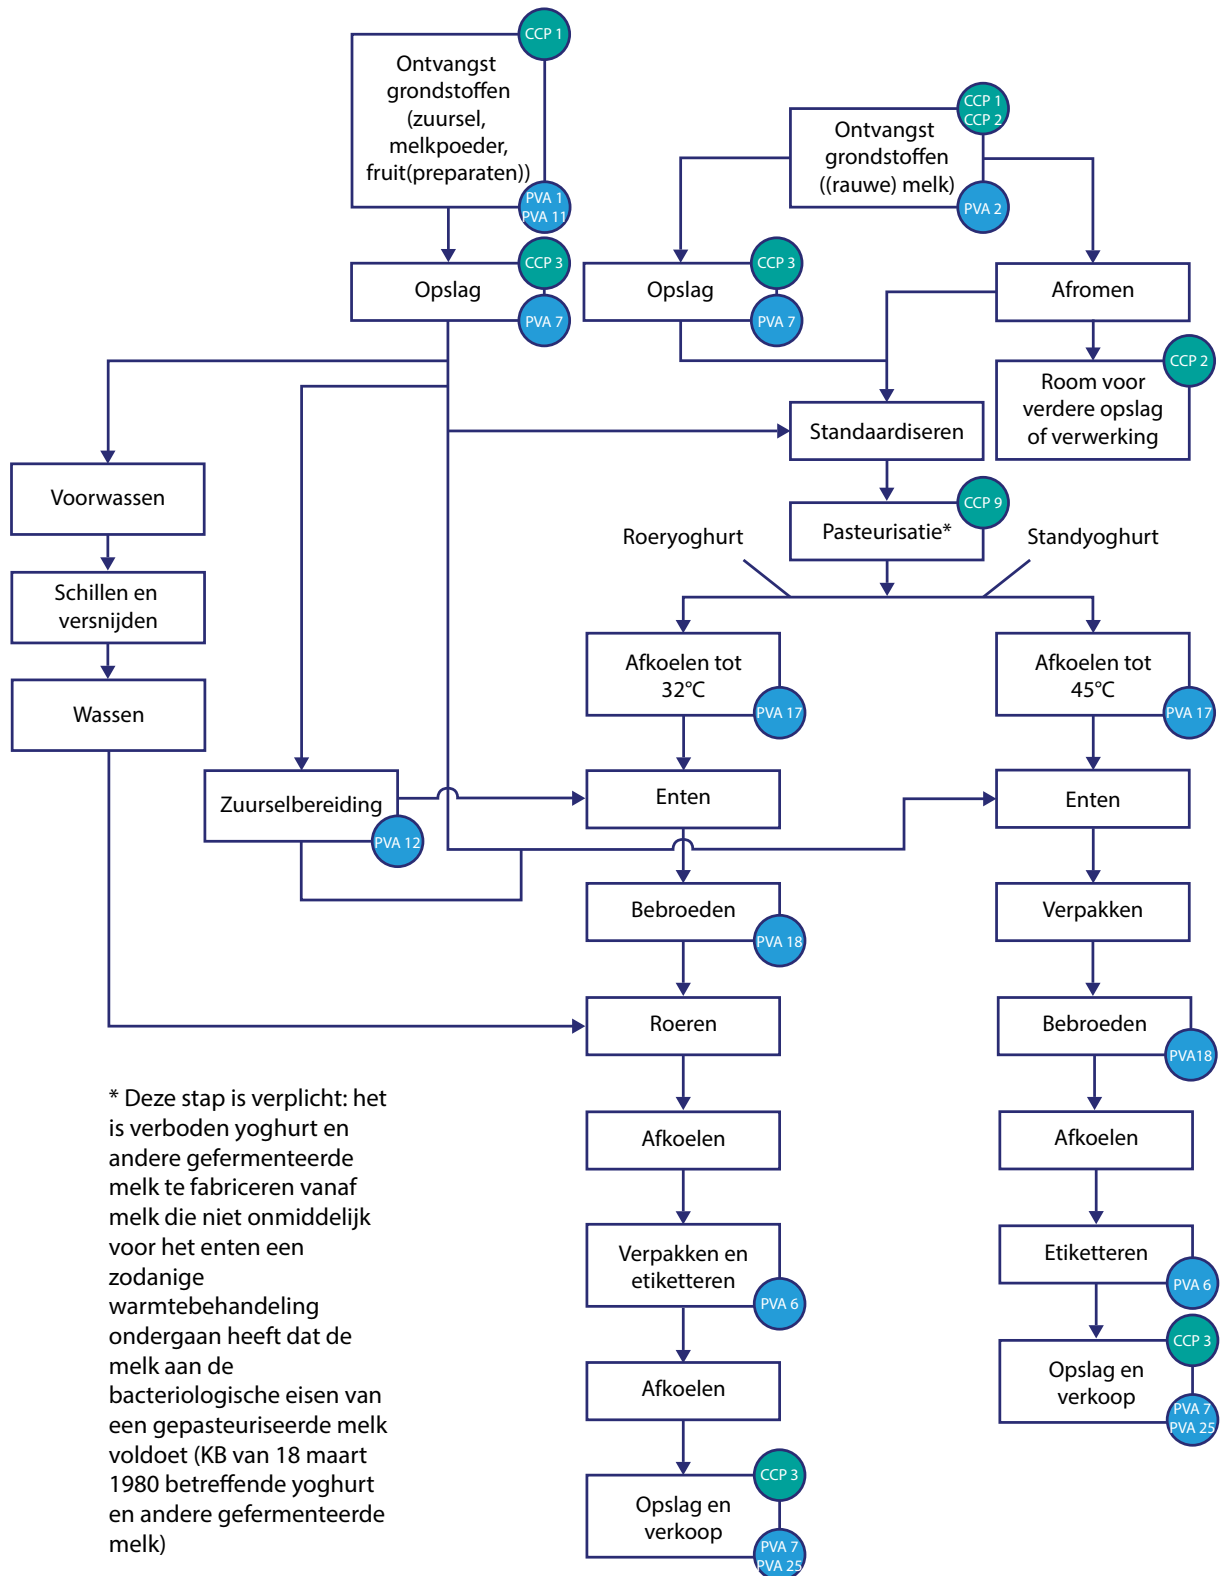 CCP 1
Ontvangst
grondstoffen
(zuursel,
melkpoeder,
fruit(preparaten))
PVA 1
PVA 11
CCP 1
CCP 2
Ontvangst
grondstoffen
((rauwe) melk)
PVA 2
CCP 3
Opslag
PVA 7
CCP 3
Opslag
PVA 7
Afromen
CCP 2
Room voor
verdere opslag
of verwerking
Standaardiseren
Voorwassen
CCP 9
Pasteurisatie*
Roeryoghurt
Standyoghurt
Schillen en
versnijden
Wassen
Afkoelen tot
32°C
PVA 17
Afkoelen tot
45°C
PVA 17
Zuurselbereiding
PVA 12
Enten
Enten
Bebroeden
PVA 18
Verpakken
Roeren
Bebroeden
PVA18
Afkoelen
Afkoelen
Verpakken en
etiketteren
PVA 6
Etiketteren
PVA 6
Afkoelen
CCP 3
Opslag en
verkoop
PVA 7
PVA 25
CCP 3
Opslag en
verkoop
PVA 7
PVA 25
* Deze stap is verplicht: het
is verboden yoghurt en
andere gefermenteerde
melk te fabriceren vanaf
melk die niet onmiddelijk
voor het enten een
zodanige
warmtebehandeling
ondergaan heeft dat de
melk aan de
bacteriologische eisen van
een gepasteuriseerde melk
voldoet (KB van 18 maart
1980 betreffende yoghurt
en andere gefermenteerde
melk)